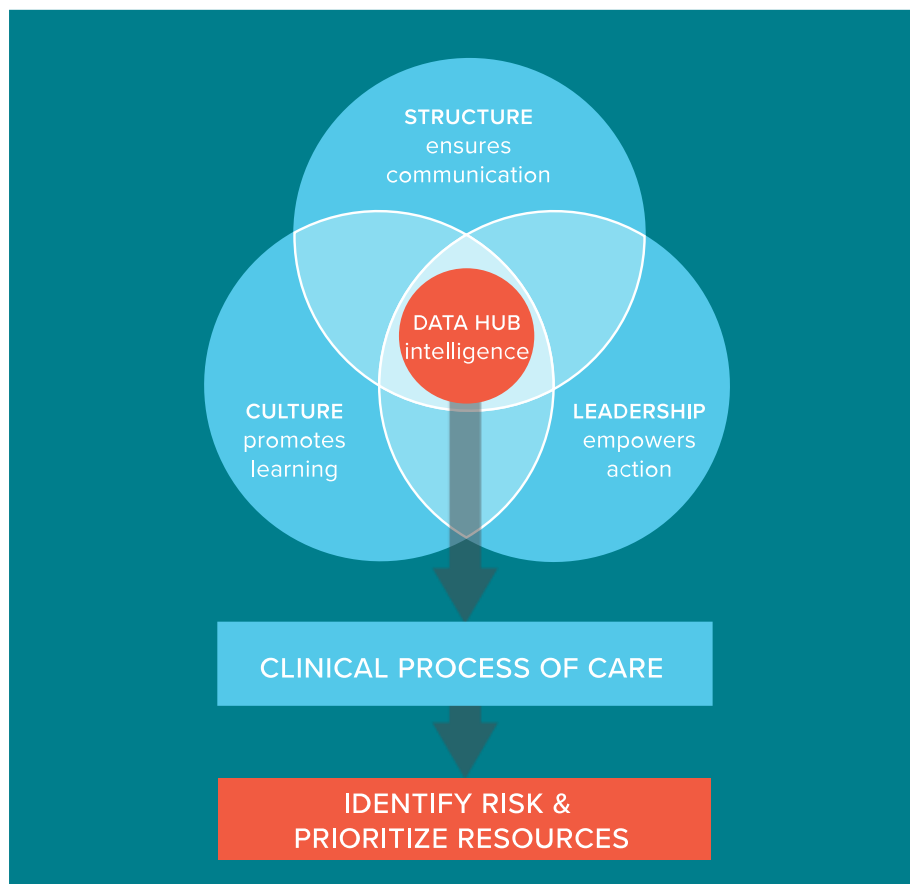 STRUCTURE
ensures
communication
DATA HUB
intelligence
CULTURE
promotes
learning
LEADERSHIP
empowers
action
CLINICAL PROCESS OF CARE
IDENTIFY RISK &
PRIORITIZE RESOURCES